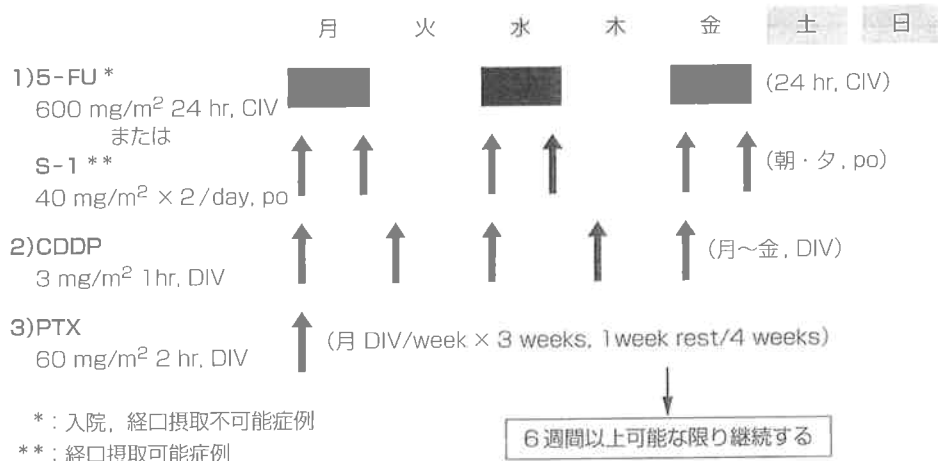 月 火 水 木 金 土 日
1)5-FU * (24 hr, CIV)
600 mg/m² 24 hr, CIV
または
S-1 ** (朝・夕, po)
40 mg/m² × 2/day, po
2)CDDP (月〜金, DIV)
3 mg/m² 1hr, DIV
3)PTX
60 mg/m² 2 hr, DIV (月 DIV/week × 3 weeks, 1week rest/4 weeks)
*:入院,経口摂取不可能症例
**:経口摂取可能症例
6週間以上可能な限り継続する